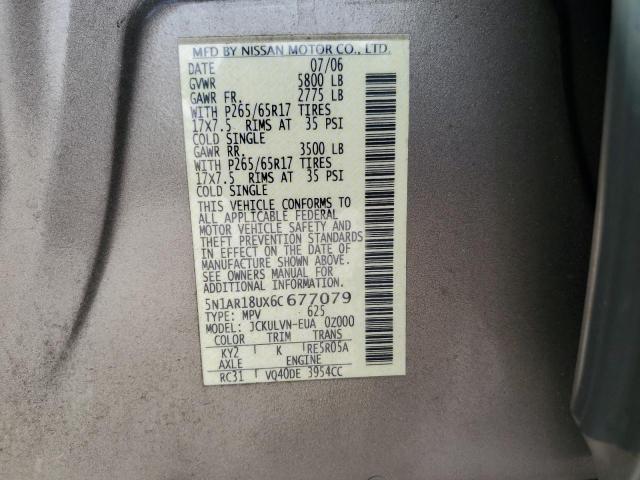 MFD BY NISSAN MOTOR CO., LTD.
DATE 07/06
GVWR 5800 LB
GAWR FR. 2775 LB
WITH P265/65R17 TIRES
17X7.5 RIMS AT 35 PSI
COLD SINGLE
GAWR RR. 3500 LB
WITH P265/65R17 TIRES
17X7.5 RIMS AT 35 PSI
COLD SINGLE
THIS VEHICLE CONFORMS TO
ALL APPLICABLE FEDERAL
MOTOR VEHICLE SAFETY AND
THEFT PREVENTION STANDARDS
IN EFFECT ON THE DATE OF
MANUFACTURE SHOWN ABOVE.
SEE OWNERS MANUAL FOR
ADDITIONAL INFORMATION.
5N1AR18UX6C677079
TYPE: MPV 625
MODEL: JCKULVN-EUA 0Z000
COLOR TRIM TRANS
KY2 K RE5R05A
AXLE ENGINE
RC31 VQ40DE 3954CC